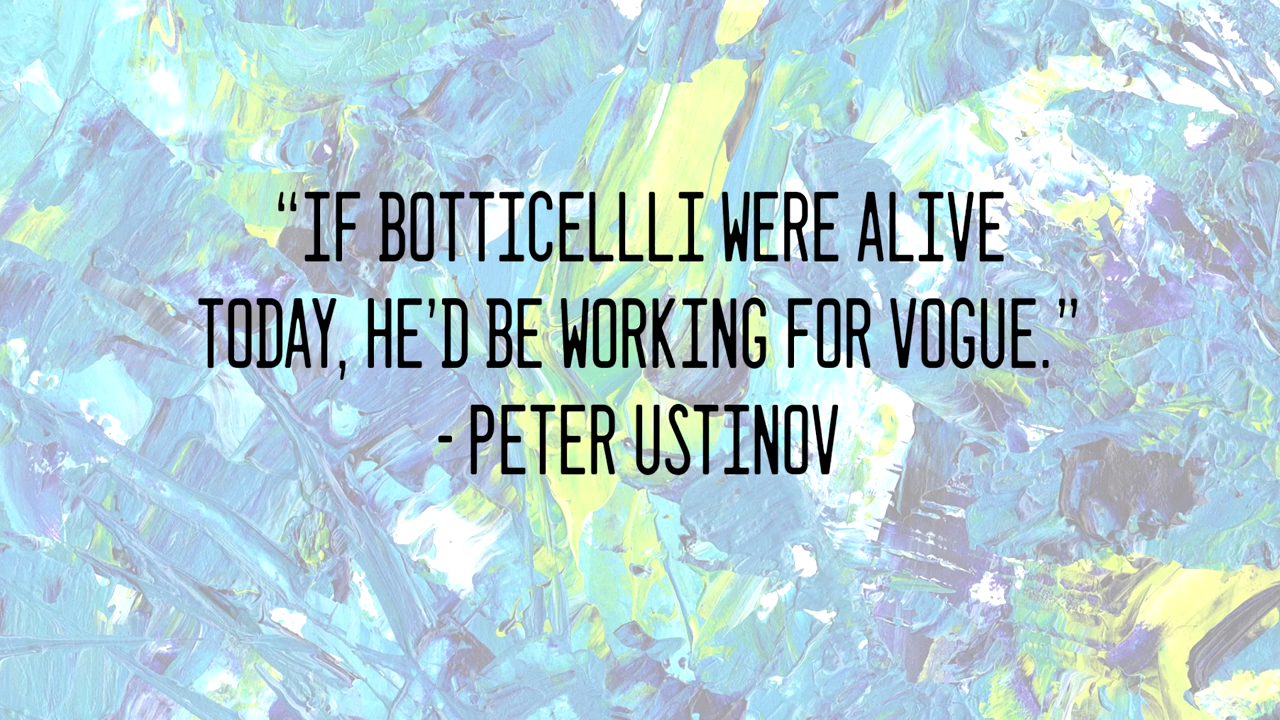 “IF BOTTICELLLI WERE ALIVE
TODAY, HE’D BE WORKING FOR VOGUE.”
- PETER USTINOV